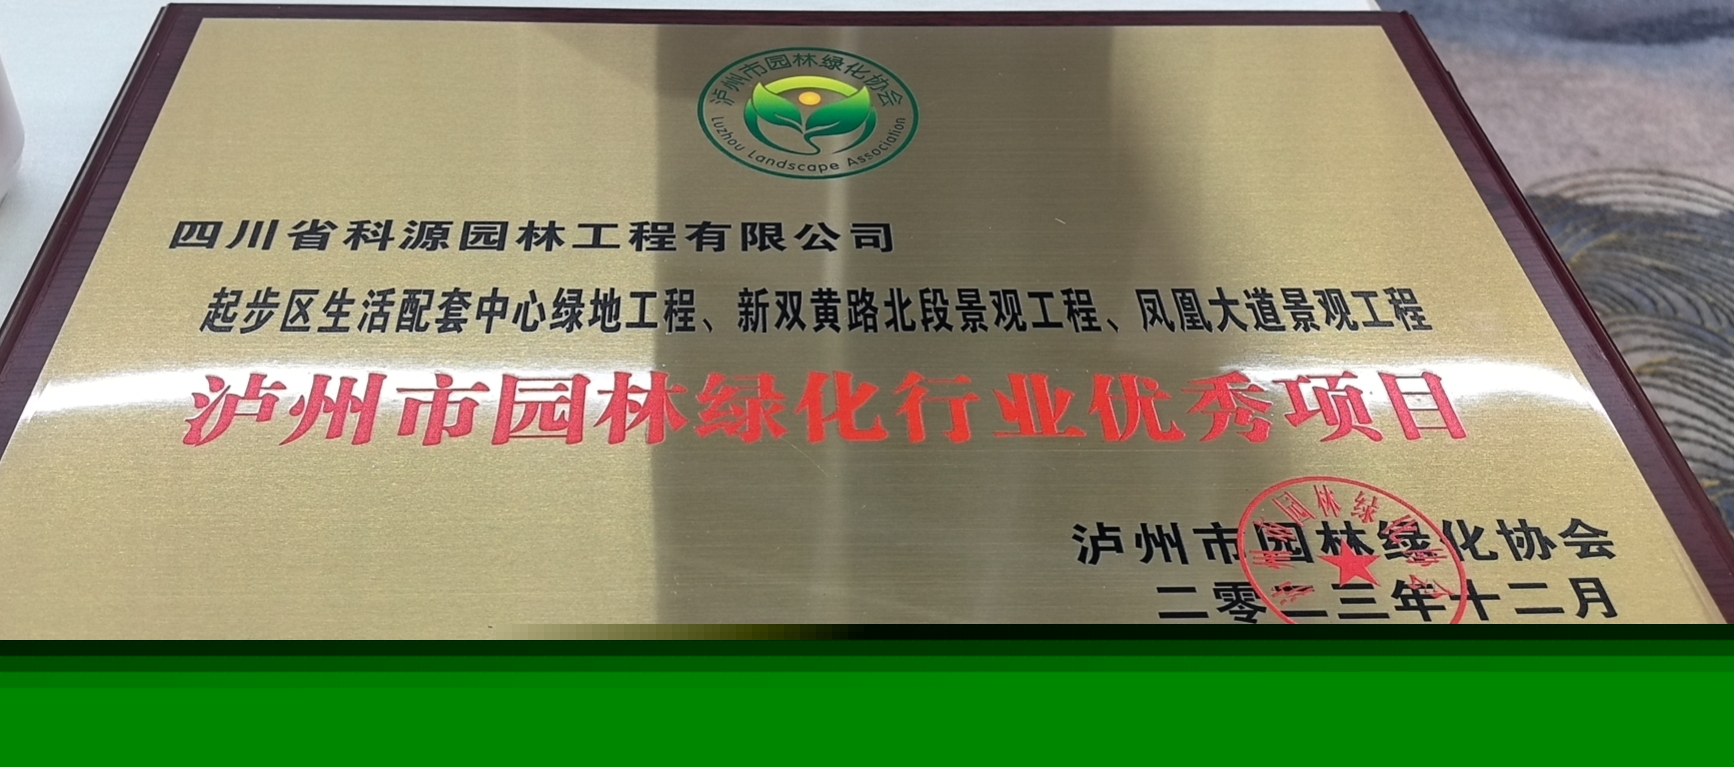 泸州市园林绿化协会
Luzhou Landscape Association
四川省科源园林工程有限公司
起步区生活配套中心绿地工程、新双黄路北段景观工程、凤凰大道景观工程
泸州市园林绿化行业优秀项目
泸州市园林绿化协会
二零二三年十二月